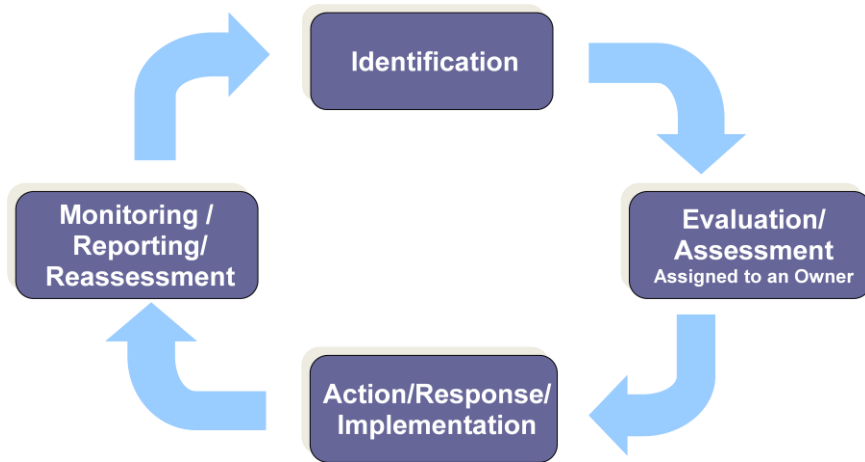 Identification
Evaluation/
Assessment
Assigned to an Owner
Action/Response/
Implementation
Monitoring /
Reporting/
Reassessment